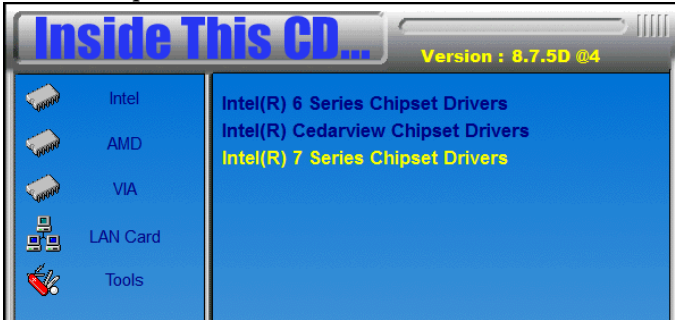 Inside This CD...
Version : 8.7.5D @4
Intel
AMD
VIA
LAN Card
Tools
Intel(R) 6 Series Chipset Drivers
Intel(R) Cedarview Chipset Drivers
Intel(R) 7 Series Chipset Drivers